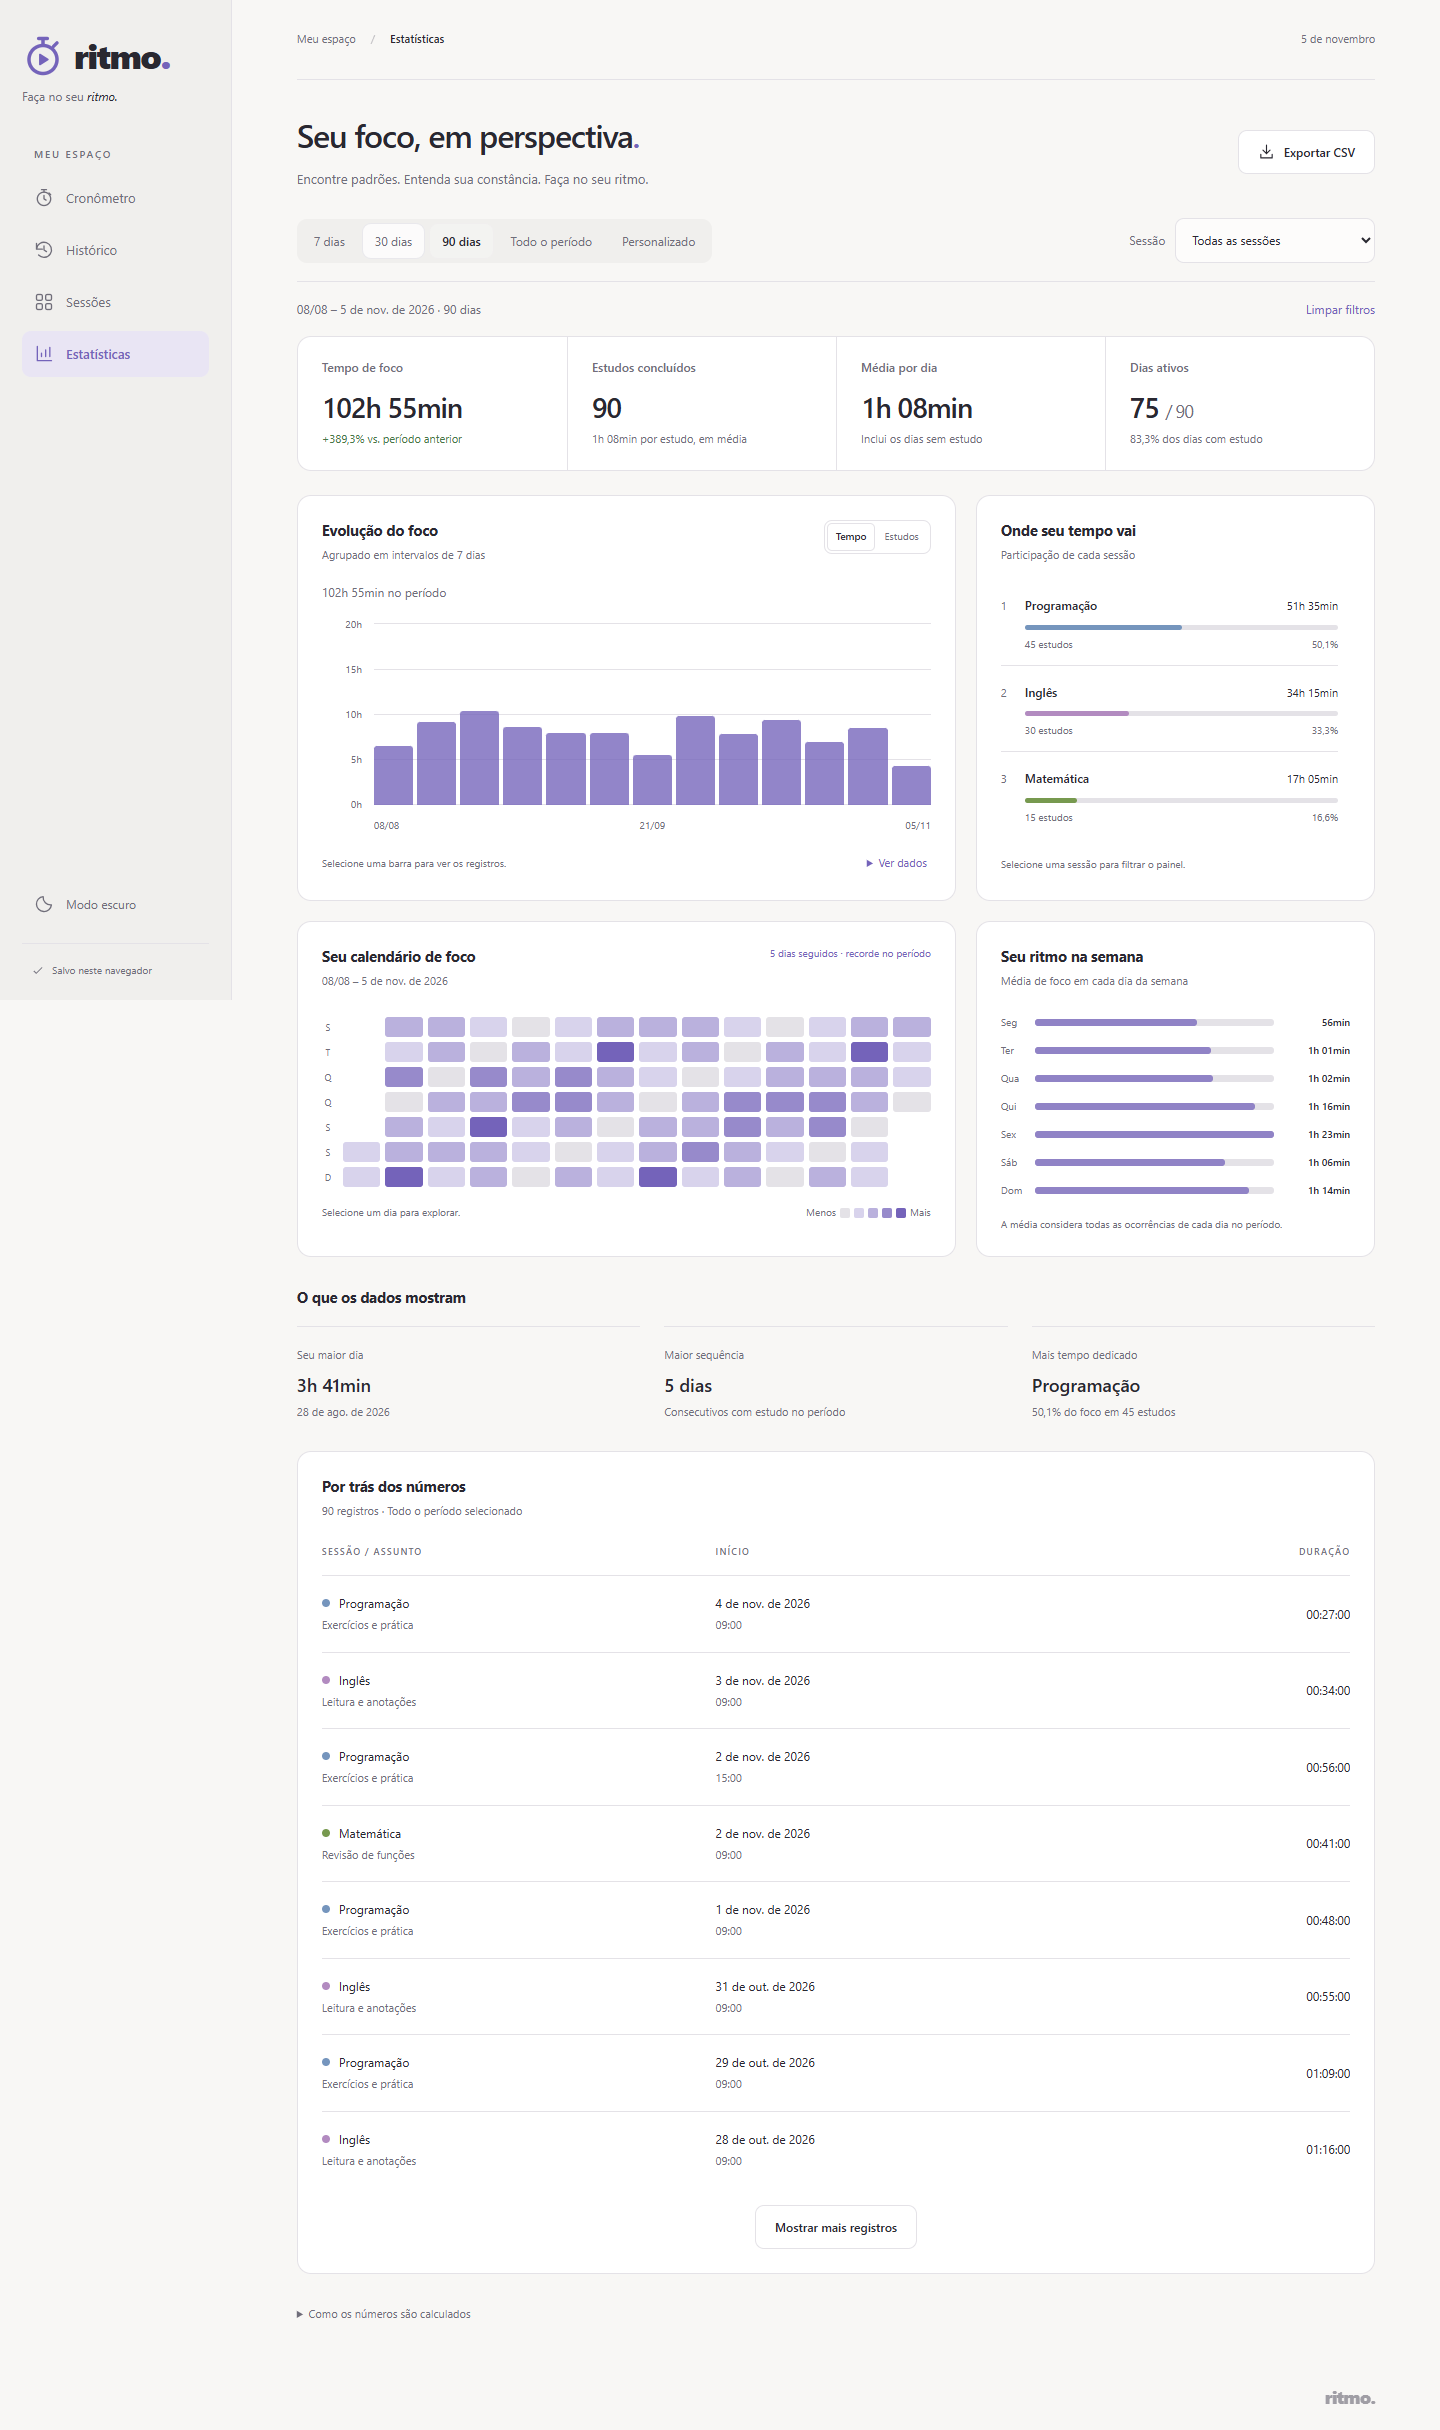 ritmo.
Faça no seu ritmo.
MEU ESPAÇO
Cronômetro
Histórico
Sessões
Estatísticas
Modo escuro
Salvo neste navegador
Meu espaço / Estatísticas
5 de novembro
Seu foco, em perspectiva.
Encontre padrões. Entenda sua constância. Faça no seu ritmo.
Exportar CSV
7 dias 30 dias 90 dias Todo o período Personalizado
Sessão Todas as sessões
08/08 – 5 de nov. de 2026 · 90 dias
Limpar filtros
Tempo de foco
102h 55min
+389,3% vs. período anterior
Estudos concluídos
90
1h 08min por estudo, em média
Média por dia
1h 08min
Inclui os dias sem estudo
Dias ativos
75 / 90
83,3% dos dias com estudo
Evolução do foco
Agrupado em intervalos de 7 dias
Tempo Estudos
102h 55min no período
20h
15h
10h
5h
0h
08/08 21/09 05/11
Selecione uma barra para ver os registros.
▶ Ver dados
Onde seu tempo vai
Participação de cada sessão
1 Programação 51h 35min
45 estudos 50,1%
2 Inglês 34h 15min
30 estudos 33,3%
3 Matemática 17h 05min
15 estudos 16,6%
Selecione uma sessão para filtrar o painel.
Seu calendário de foco
5 dias seguidos · recorde no período
08/08 – 5 de nov. de 2026
S
T
Q
Q
S
S
D
Selecione um dia para explorar.
Menos Mais
Seu ritmo na semana
Média de foco em cada dia da semana
Seg 56min
Ter 1h 01min
Qua 1h 02min
Qui 1h 16min
Sex 1h 23min
Sáb 1h 06min
Dom 1h 14min
A média considera todas as ocorrências de cada dia no período.
O que os dados mostram
Seu maior dia
3h 41min
28 de ago. de 2026
Maior sequência
5 dias
Consecutivos com estudo no período
Mais tempo dedicado
Programação
50,1% do foco em 45 estudos
Por trás dos números
90 registros · Todo o período selecionado
SESSÃO / ASSUNTO INÍCIO DURAÇÃO
Programação 4 de nov. de 2026
Exercícios e prática 09:00
00:27:00
Inglês 3 de nov. de 2026
Leitura e anotações 09:00
00:34:00
Programação 2 de nov. de 2026
Exercícios e prática 15:00
00:56:00
Matemática 2 de nov. de 2026
Revisão de funções 09:00
00:41:00
Programação 1 de nov. de 2026
Exercícios e prática 09:00
00:48:00
Inglês 31 de out. de 2026
Leitura e anotações 09:00
00:55:00
Programação 29 de out. de 2026
Exercícios e prática 09:00
01:09:00
Inglês 28 de out. de 2026
Leitura e anotações 09:00
01:16:00
Mostrar mais registros
▶ Como os números são calculados
ritmo.